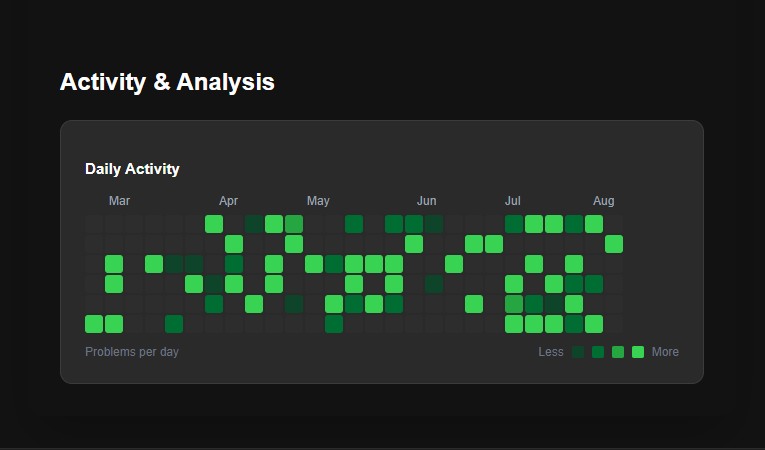 Activity & Analysis
Daily Activity
Mar Apr May Jun Jul Aug
Problems per day
Less More